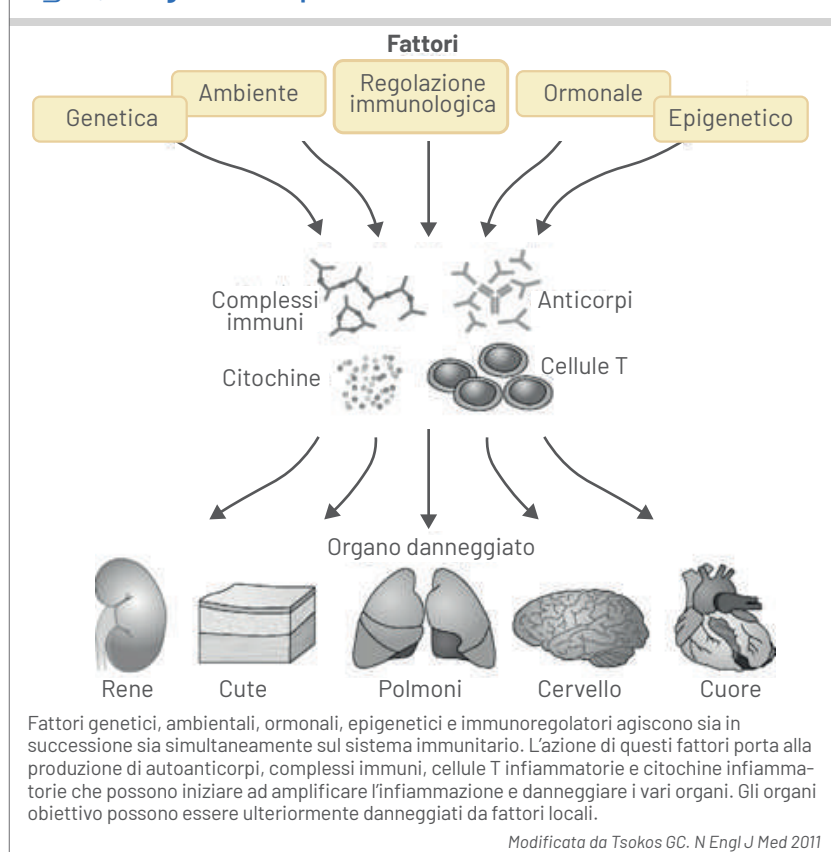 Fattori
Genetica
Ambiente
Regolazione
immunologica
Ormonale
Epigenetico
Complessi
immuni
Anticorpi
Citochine
Cellule T
Organo danneggiato
Rene
Cute
Polmoni
Cervello
Cuore
Fattori genetici, ambientali, ormonali, epigenetici e immunoregolatori agiscono sia in
successione sia simultaneamente sul sistema immunitario. L’azione di questi fattori porta alla
produzione di autoanticorpi, complessi immuni, cellule T infiammatorie e citochine infiamma-
torie che possono iniziare ad amplificare l’infiammazione e danneggiare i vari organi. Gli organi
obiettivo possono essere ulteriormente danneggiati da fattori locali.
Modificata da Tsokos GC. N Engl J Med 2011